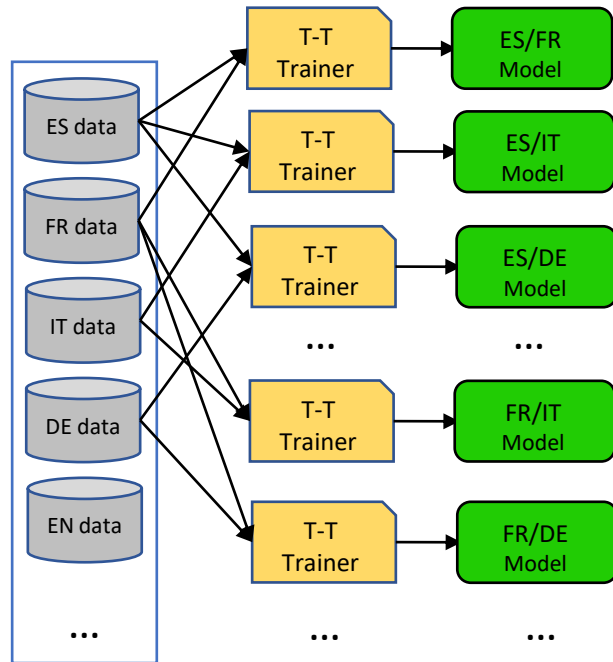 ES data
FR data
IT data
DE data
EN data
...
T-T
Trainer
T-T
Trainer
T-T
Trainer
...
T-T
Trainer
T-T
Trainer
...
ES/FR
Model
ES/IT
Model
ES/DE
Model
...
FR/IT
Model
FR/DE
Model
...